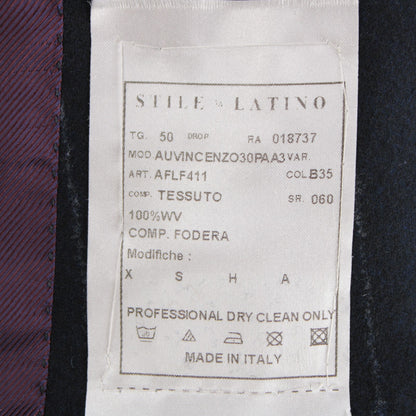 STILE LATINO
TG. 50 DROP RA 018737
MOD. AUVINCENZO30PAA3 VAR.
ART. AFLF411 COL.B35
COMP. TESSUTO SR. 060
100%WV
COMP. FODERA
Modifiche :
X S H A
PROFESSIONAL DRY CLEAN ONLY
MADE IN ITALY